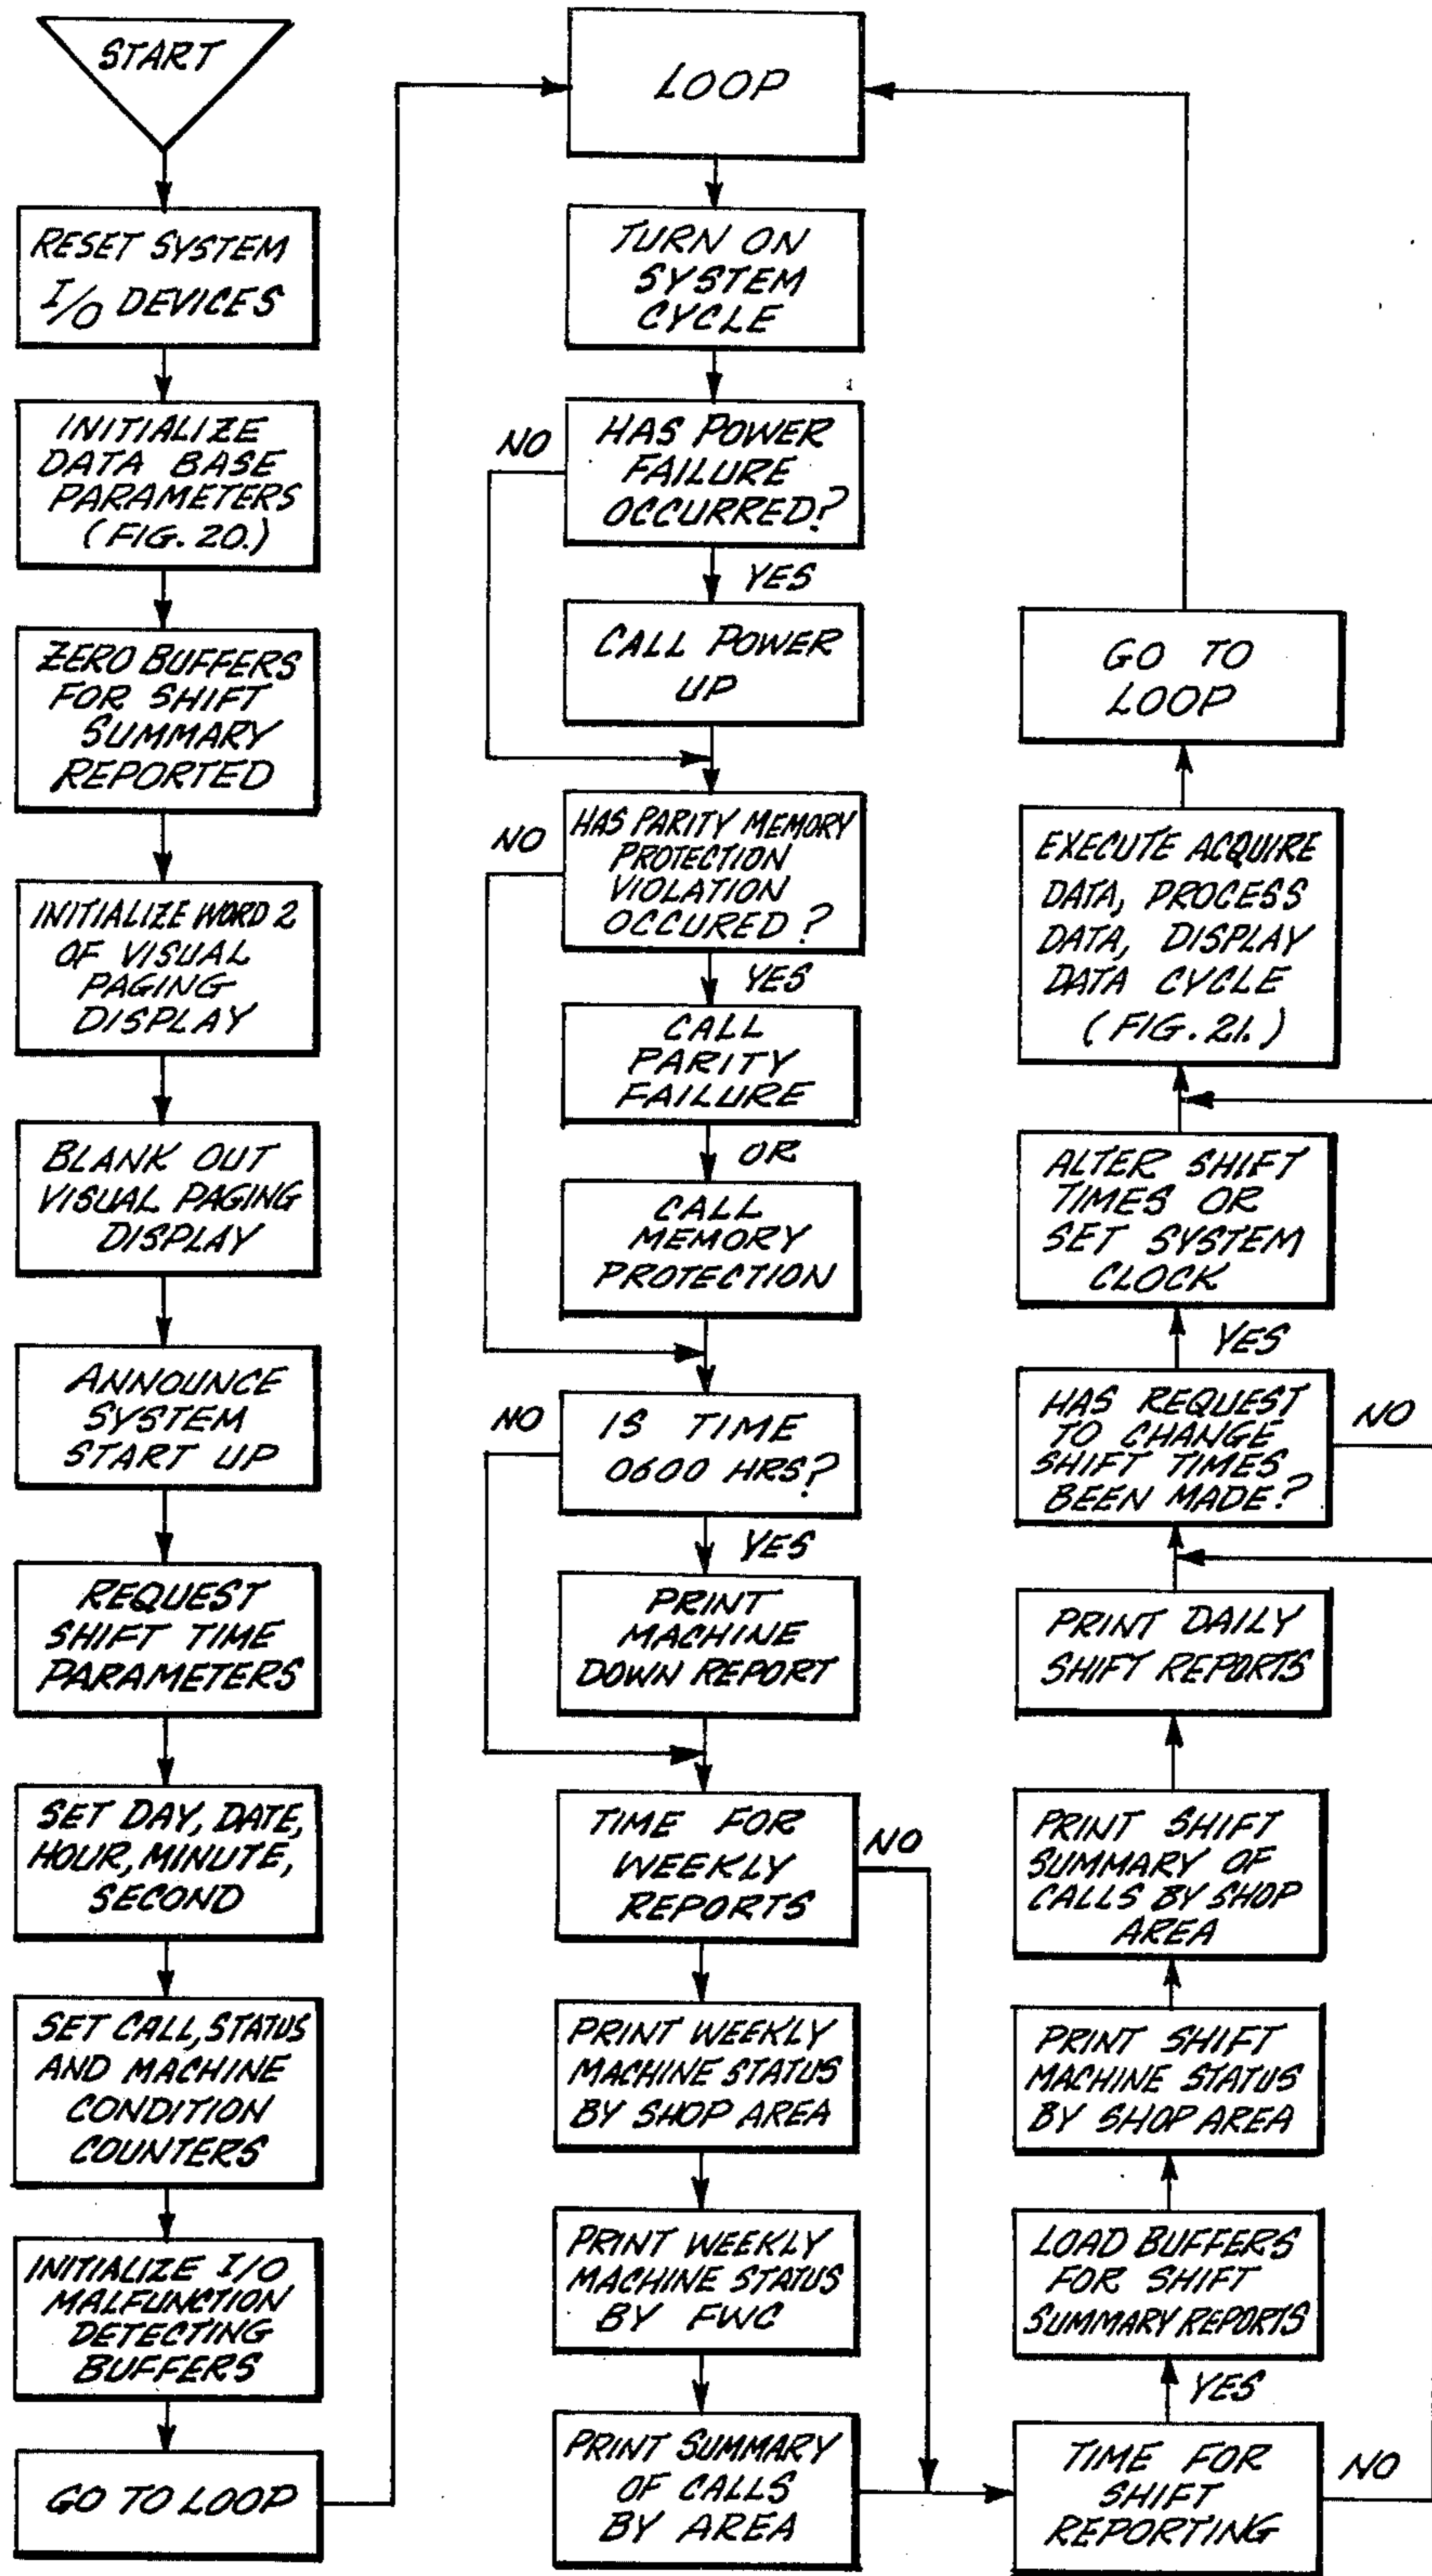 START
RESET SYSTEM
I/O DEVICES
INITIALIZE
DATA BASE
PARAMETERS
(FIG. 20.)
ZERO BUFFERS
FOR SHIFT
SUMMARY
REPORTED
INITIALIZE WORD 2
OF VISUAL
PAGING
DISPLAY
BLANK OUT
VISUAL PAGING
DISPLAY
ANNOUNCE
SYSTEM
START UP
REQUEST
SHIFT TIME
PARAMETERS
SET DAY, DATE,
HOUR, MINUTE,
SECOND
SET CALL, STATUS
AND MACHINE
CONDITION
COUNTERS
INITIALIZE I/O
MALFUNCTION
DETECTING
BUFFERS
GO TO LOOP
LOOP
TURN ON
SYSTEM
CYCLE
HAS POWER
FAILURE
OCCURRED?
NO
YES
CALL POWER
UP
HAS PARITY MEMORY
PROTECTION
VIOLATION
OCCURED?
NO
YES
CALL
PARITY
FAILURE
OR
CALL
MEMORY
PROTECTION
IS TIME
0600 HRS?
NO
YES
PRINT
MACHINE
DOWN REPORT
TIME FOR
WEEKLY
REPORTS
NO
PRINT WEEKLY
MACHINE STATUS
BY SHOP AREA
PRINT WEEKLY
MACHINE STATUS
BY FWC
PRINT SUMMARY
OF CALLS
BY AREA
TIME FOR
SHIFT
REPORTING
NO
YES
LOAD BUFFERS
FOR SHIFT
SUMMARY REPORTS
PRINT SHIFT
MACHINE STATUS
BY SHOP AREA
PRINT SHIFT
SUMMARY OF
CALLS BY SHOP
AREA
PRINT DAILY
SHIFT REPORTS
HAS REQUEST
TO CHANGE
SHIFT TIMES
BEEN MADE?
NO
YES
ALTER SHIFT
TIMES OR
SET SYSTEM
CLOCK
EXECUTE ACQUIRE
DATA, PROCESS
DATA, DISPLAY
DATA CYCLE
(FIG. 21.)
GO TO
LOOP